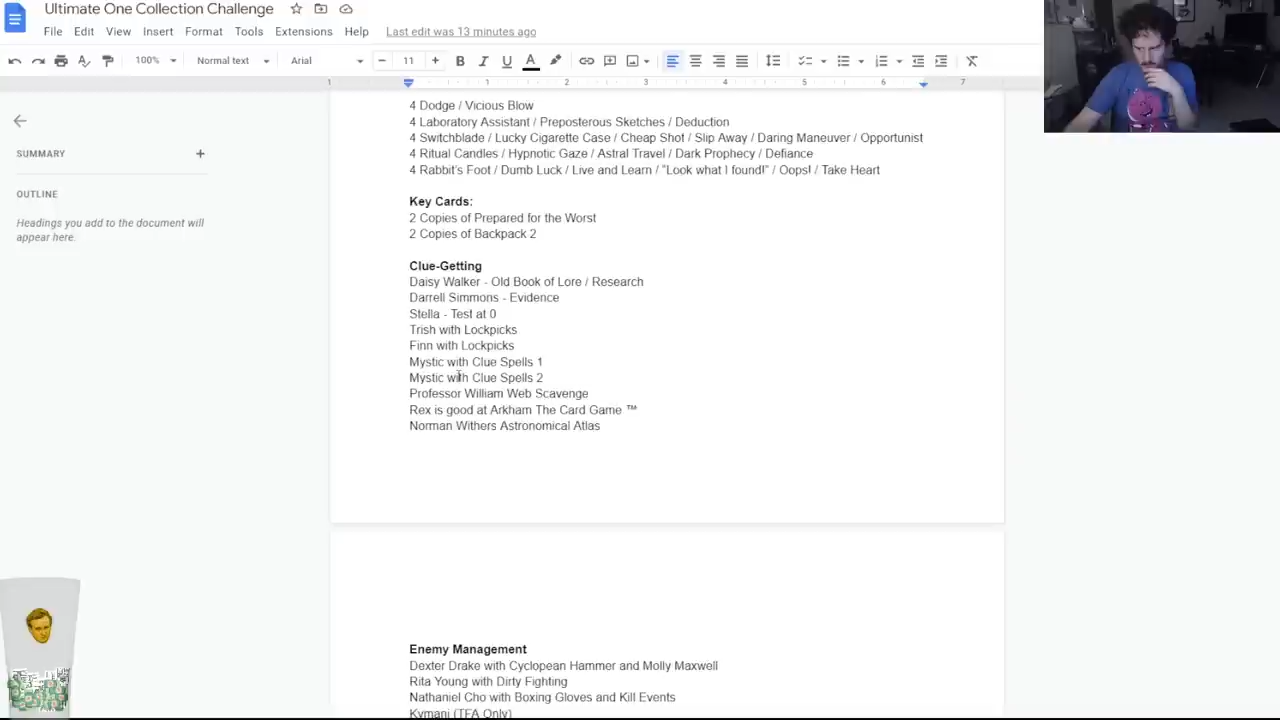 Ultimate One Collection Challenge
File Edit View Insert Format Tools Extensions Help Last edit was 13 minutes ago
100% Normal text Arial 11
1 1 2 3 4 5 6 7
4 Dodge / Vicious Blow
4 Laboratory Assistant / Preposterous Sketches / Deduction
4 Switchblade / Lucky Cigarette Case / Cheap Shot / Slip Away / Daring Maneuver / Opportunist
4 Ritual Candles / Hypnotic Gaze / Astral Travel / Dark Prophecy / Defiance
4 Rabbit's Foot / Dumb Luck / Live and Learn / "Look what I found!" / Oops! / Take Heart
SUMMARY
OUTLINE
Headings you add to the document will
appear here.
Key Cards:
2 Copies of Prepared for the Worst
2 Copies of Backpack 2
Clue-Getting
Daisy Walker - Old Book of Lore / Research
Darrell Simmons - Evidence
Stella - Test at 0
Trish with Lockpicks
Finn with Lockpicks
Mystic with Clue Spells 1
Mystic with Clue Spells 2
Professor William Web Scavenge
Rex is good at Arkham The Card Game ™
Norman Withers Astronomical Atlas
Enemy Management
Dexter Drake with Cyclopean Hammer and Molly Maxwell
Rita Young with Dirty Fighting
Nathaniel Cho with Boxing Gloves and Kill Events
Kymani (TFA Only)